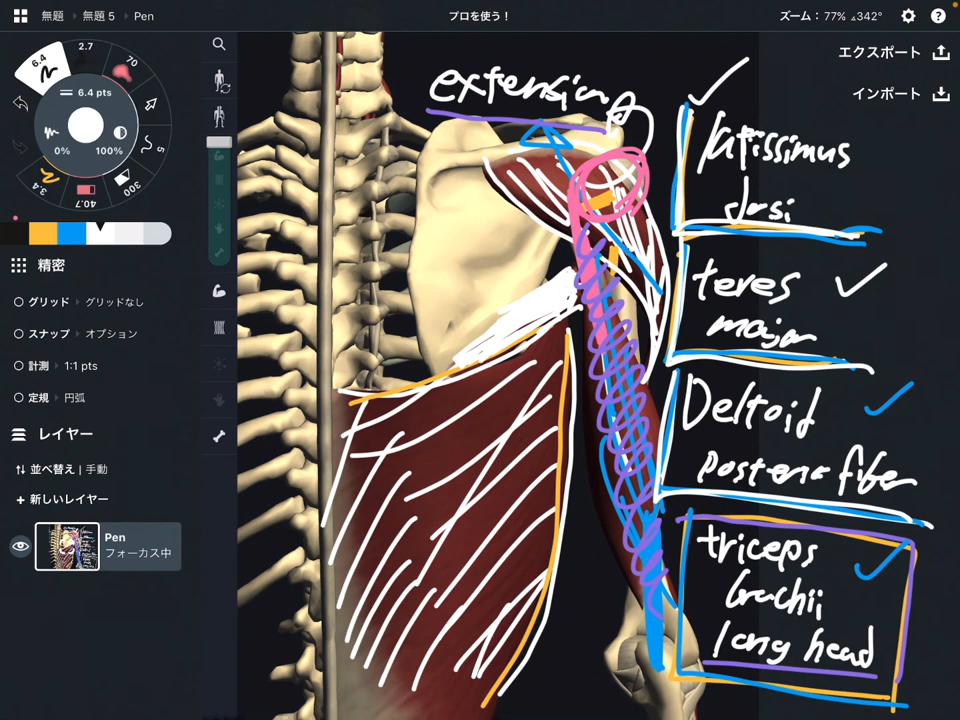 無題 無題 5 Pen
プロを使う！
ズーム：77% ⊿342°
エクスポート
インポート
2.7
6.4
70
6.4 pts
5
0% 100%
3.4
40.7
300
精密
グリッド グリッドなし
スナップ オプション
計測 1:1 pts
定規 円弧
レイヤー
並べ替え | 手動
+ 新しいレイヤー
Pen
フォーカス中
extension
latissimus
dorsi
teres
major
Deltoid
posterior fiber
triceps
brachii
long head